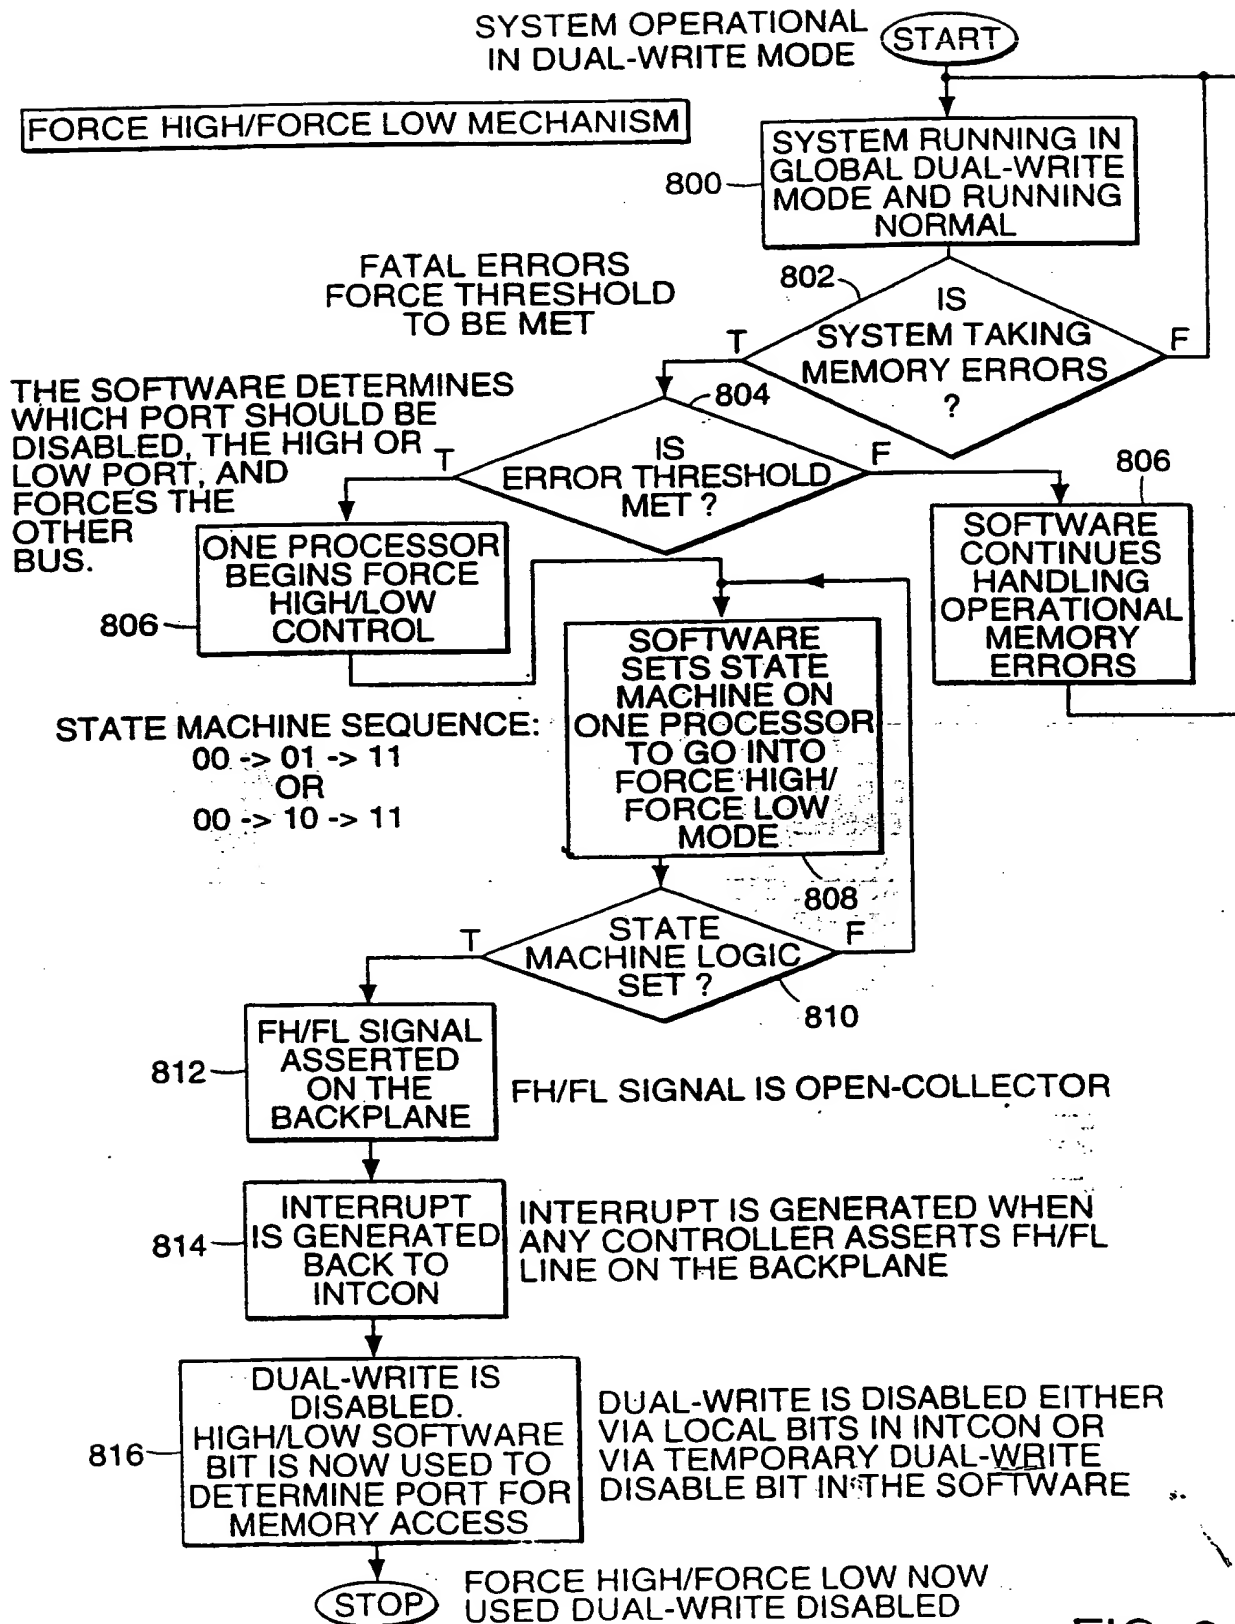 SYSTEM OPERATIONAL
IN DUAL-WRITE MODE
START
FORCE HIGH/FORCE LOW MECHANISM
800
SYSTEM RUNNING IN
GLOBAL DUAL-WRITE
MODE AND RUNNING
NORMAL
FATAL ERRORS
FORCE THRESHOLD
TO BE MET
802
IS
SYSTEM TAKING
MEMORY ERRORS
?
T
F
THE SOFTWARE DETERMINES
WHICH PORT SHOULD BE
DISABLED, THE HIGH OR
LOW PORT, AND
FORCES THE
OTHER
BUS.
804
IS
ERROR THRESHOLD
MET ?
T
F
806
ONE PROCESSOR
BEGINS FORCE
HIGH/LOW
CONTROL
806
SOFTWARE
CONTINUES
HANDLING
OPERATIONAL
MEMORY
ERRORS
STATE MACHINE SEQUENCE:
00 -> 01 -> 11
OR
00 -> 10 -> 11
SOFTWARE
SETS STATE
MACHINE ON
ONE PROCESSOR
TO GO INTO
FORCE HIGH/
FORCE LOW
MODE
808
STATE
MACHINE LOGIC
SET ?
T
F
810
812
FH/FL SIGNAL
ASSERTED
ON THE
BACKPLANE
FH/FL SIGNAL IS OPEN-COLLECTOR
814
INTERRUPT
IS GENERATED
BACK TO
INTCON
INTERRUPT IS GENERATED WHEN
ANY CONTROLLER ASSERTS FH/FL
LINE ON THE BACKPLANE
816
DUAL-WRITE IS
DISABLED.
HIGH/LOW SOFTWARE
BIT IS NOW USED TO
DETERMINE PORT FOR
MEMORY ACCESS
DUAL-WRITE IS DISABLED EITHER
VIA LOCAL BITS IN INTCON OR
VIA TEMPORARY DUAL-WRITE
DISABLE BIT IN THE SOFTWARE
STOP
FORCE HIGH/FORCE LOW NOW
USED DUAL-WRITE DISABLED